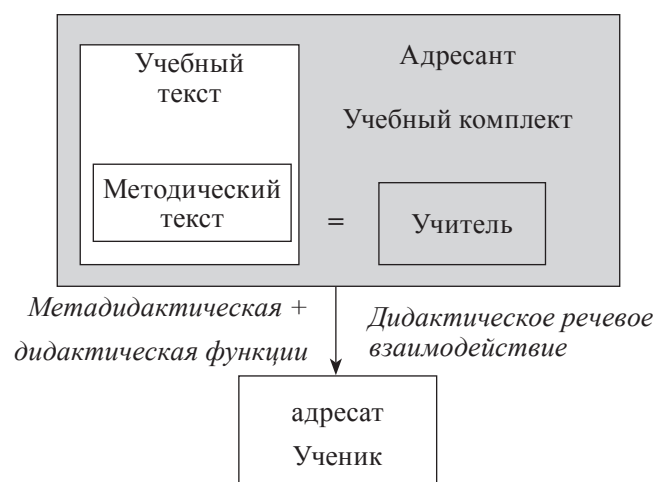 Учебный
текст
Адресант
Учебный комплект
Методический
текст
=
Учитель
Метадидактическая +
дидактическая функции
Дидактическое речевое
взаимодействие
адресат
Ученик